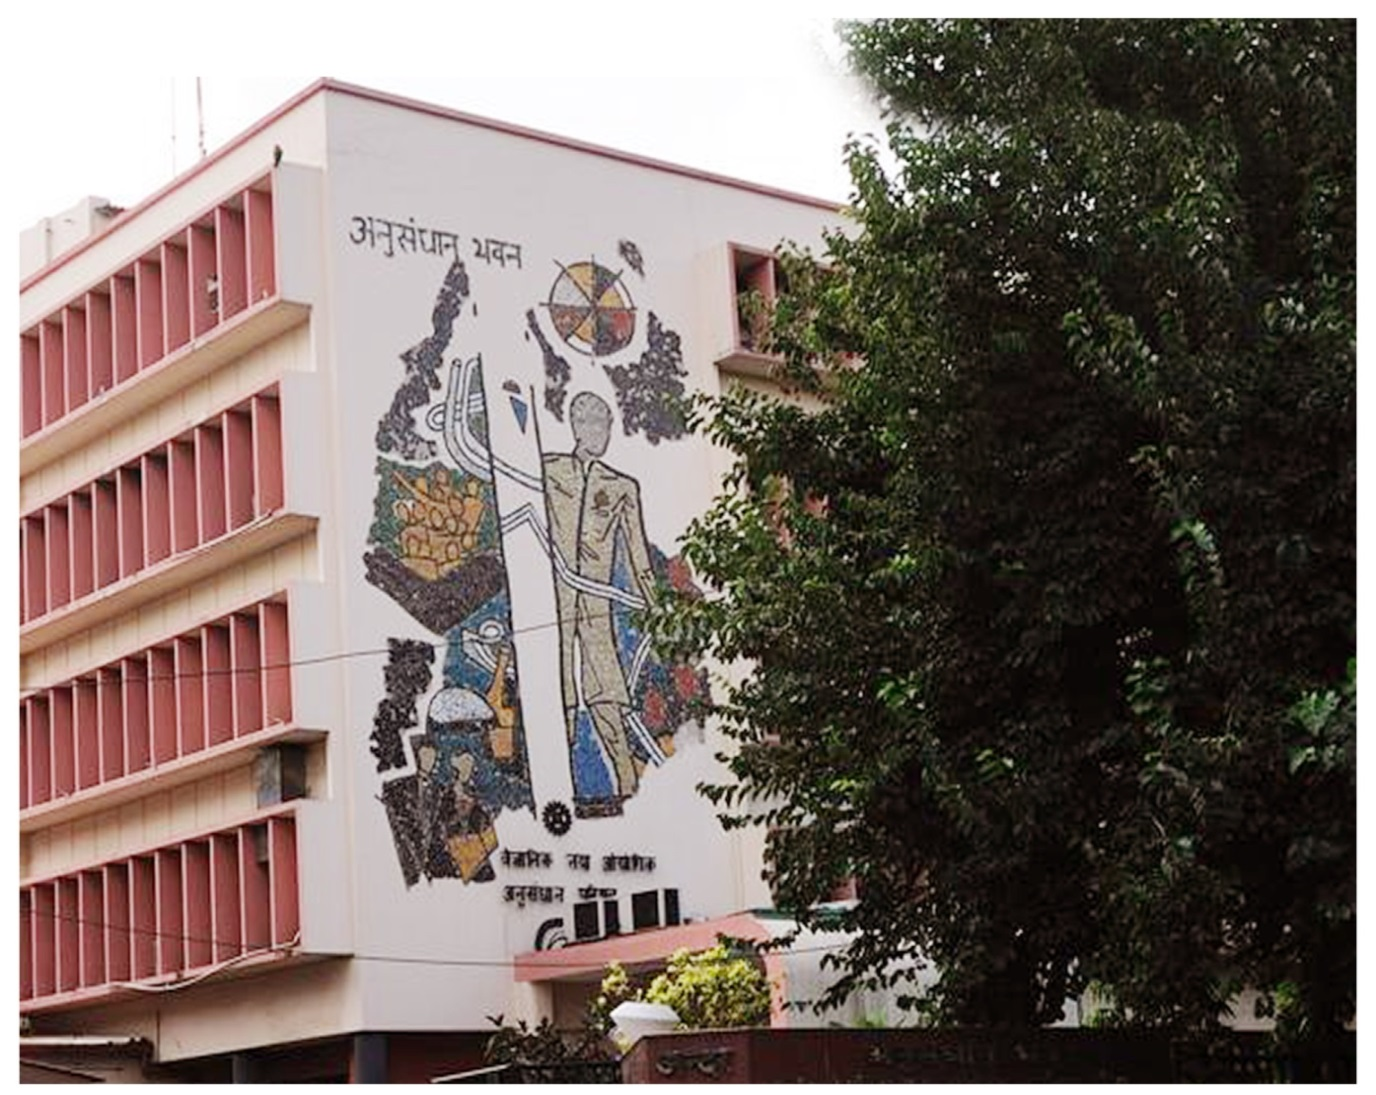 अनुसंधान भवन
वैज्ञानिक तथा औद्योगिक
अनुसंधान परिषद